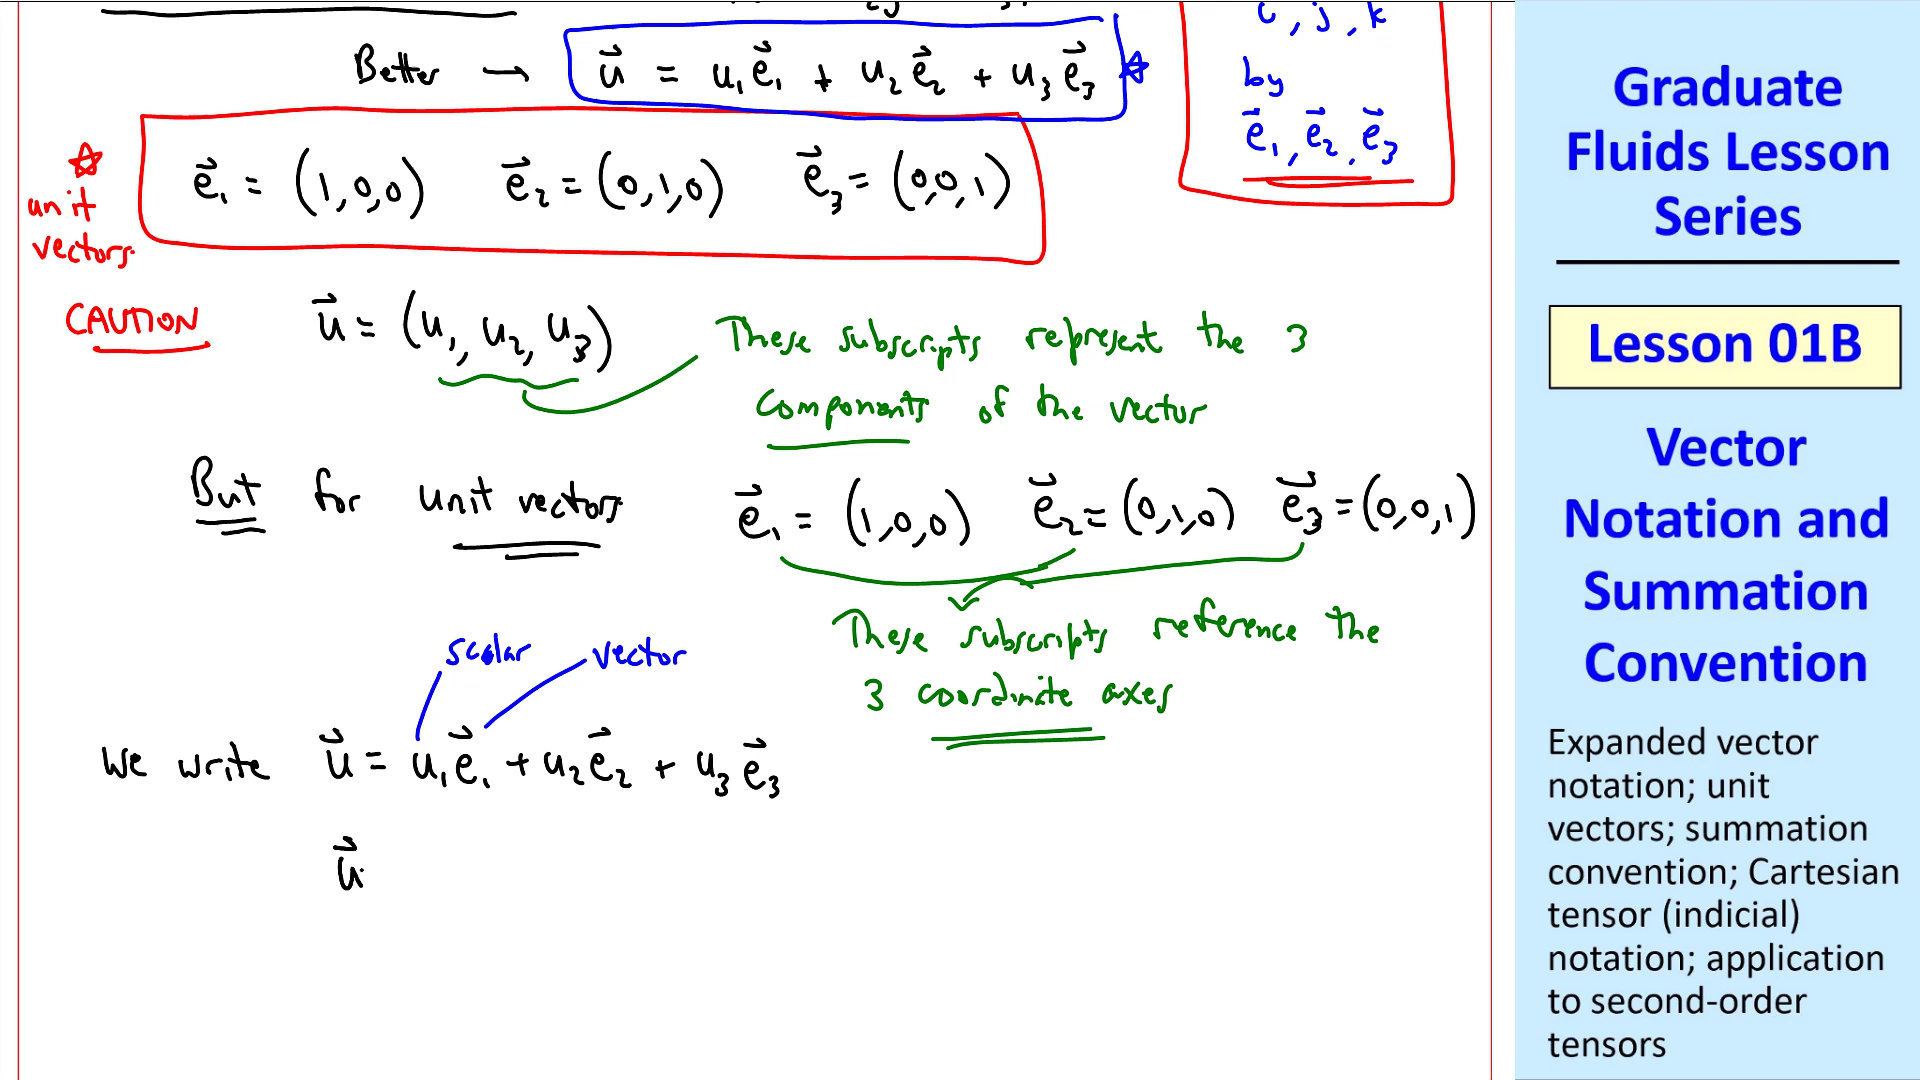 i, j, k
Better → u⃗ = u₁e⃗₁ + u₂e⃗₂ + u₃e⃗₃
by
e⃗₁, e⃗₂, e⃗₃
unit
vectors
e⃗₁ = (1,0,0) e⃗₂ = (0,1,0) e⃗₃ = (0,0,1)
CAUTION u⃗ = (u₁, u₂, u₃) These subscripts represent the 3
components of the vector
But for unit vectors e⃗₁ = (1,0,0) e⃗₂ = (0,1,0) e⃗₃ = (0,0,1)
These subscripts reference the
3 coordinate axes
scalar vector
We write u⃗ = u₁e⃗₁ + u₂e⃗₂ + u₃e⃗₃
u⃗
Graduate
Fluids Lesson
Series
Lesson 01B
Vector
Notation and
Summation
Convention
Expanded vector
notation; unit
vectors; summation
convention; Cartesian
tensor (indicial)
notation; application
to second-order
tensors